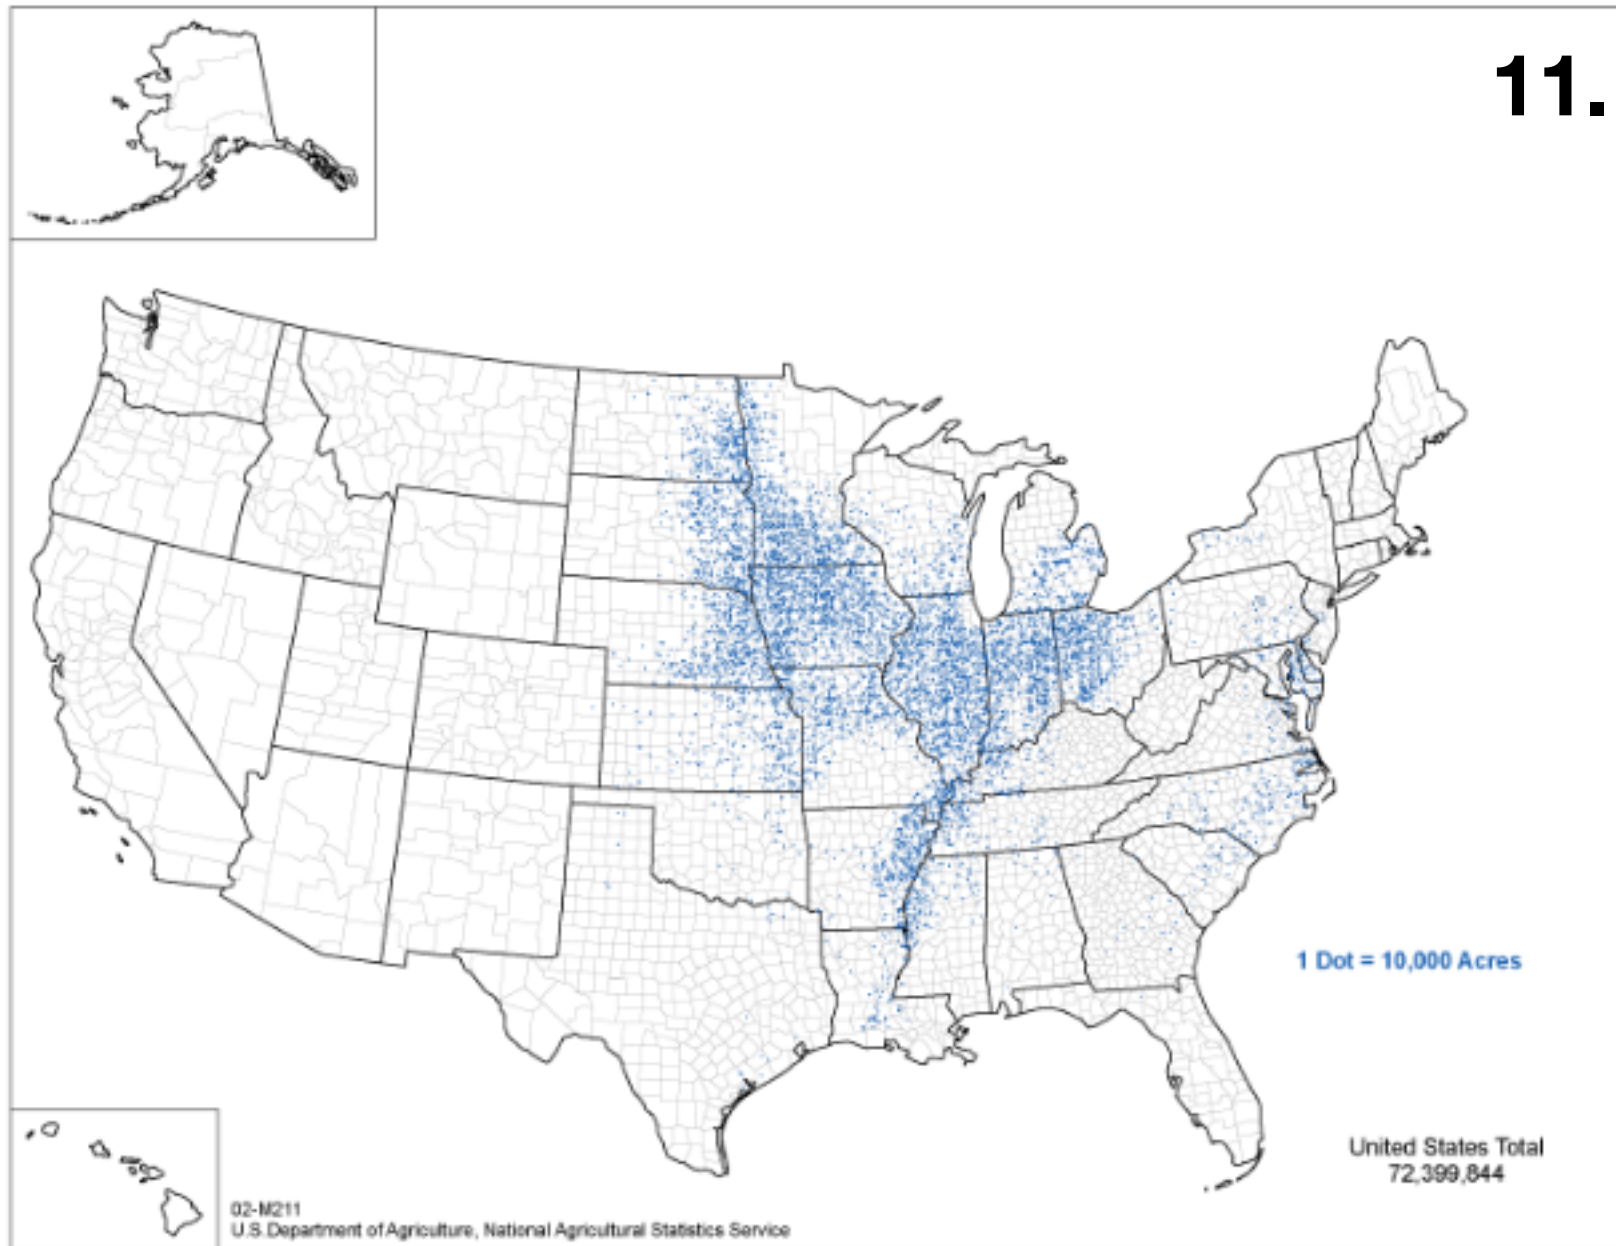 11.
1 Dot = 10,000 Acres
United States Total
72,399,844
02-M211
U.S.Department of Agriculture, National Agricultural Statistics Service